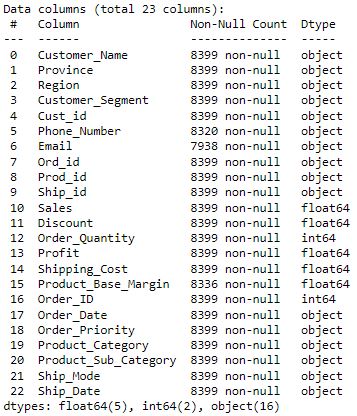 Data columns (total 23 columns):
 #   Column                Non-Null Count  Dtype
---  ------                --------------  -----
 0   Customer_Name         8399 non-null   object
 1   Province              8399 non-null   object
 2   Region                8399 non-null   object
 3   Customer_Segment      8399 non-null   object
 4   Cust_id               8399 non-null   object
 5   Phone_Number          8320 non-null   object
 6   Email                 7938 non-null   object
 7   Ord_id                8399 non-null   object
 8   Prod_id               8399 non-null   object
 9   Ship_id               8399 non-null   object
 10  Sales                 8399 non-null   float64
 11  Discount              8399 non-null   float64
 12  Order_Quantity        8399 non-null   int64
 13  Profit                8399 non-null   float64
 14  Shipping_Cost         8399 non-null   float64
 15  Product_Base_Margin   8336 non-null   float64
 16  Order_ID              8399 non-null   int64
 17  Order_Date            8399 non-null   object
 18  Order_Priority        8399 non-null   object
 19  Product_Category      8399 non-null   object
 20  Product_Sub_Category  8399 non-null   object
 21  Ship_Mode             8399 non-null   object
 22  Ship_Date             8399 non-null   object
dtypes: float64(5), int64(2), object(16)